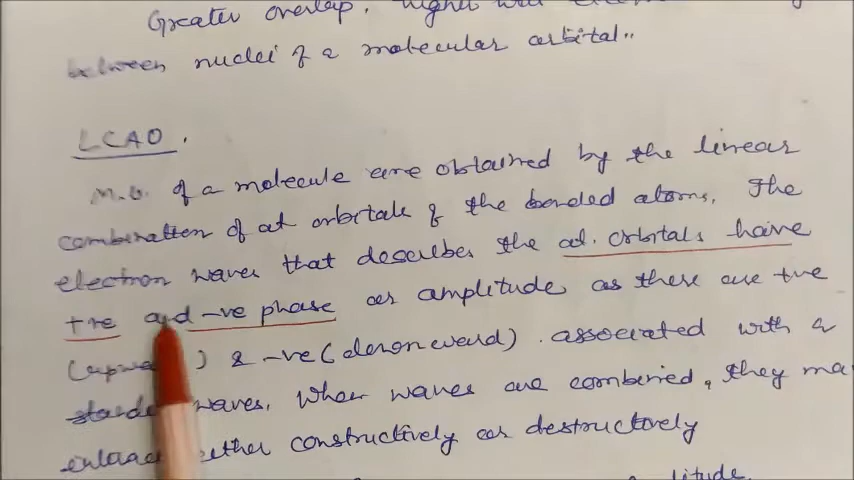 Greater overlap, higher will
between nuclei of a molecular orbital..
LCAO.
M.O. of a molecule are obtained by the linear
combination of at orbitals of the bonded atoms. The
electron waves that describes the at. orbitals have
+ve and -ve phase or amplitude as there are +ve
(upwa ) & -ve (downward). associated with a
waves. When waves are combined, they ma
either constructively or destructively
litude.